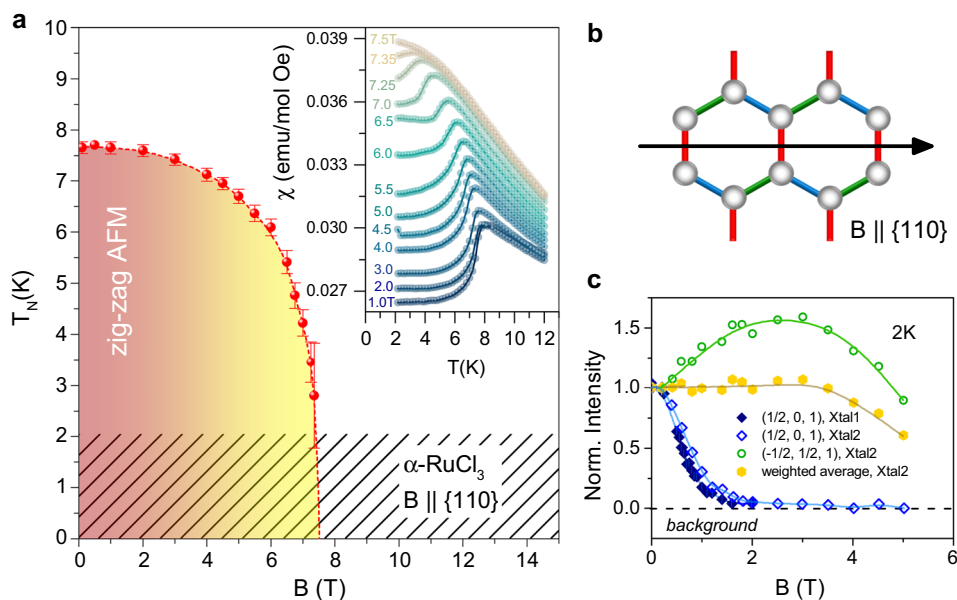 a
10
9
8
7
6
5
4
3
2
1
0
T_N(K)
0
2
4
6
8
10
12
14
B (T)
zig-zag AFM
α-RuCl₃
B || {110}
0.039
0.036
0.033
0.030
0.027
χ (emu/mol Oe)
7.5T
7.35
7.25
7.0
6.5
6.0
5.5
5.0
4.5
4.0
3.0
2.0
1.0T
0 2 4 6 8 10 12
T(K)
b
B || {110}
c
1.5
1.0
0.5
0.0
Norm. Intensity
2K
(1/2, 0, 1), Xtal1
(1/2, 0, 1), Xtal2
(-1/2, 1/2, 1), Xtal2
weighted average, Xtal2
background
0 2 4 6
B (T)